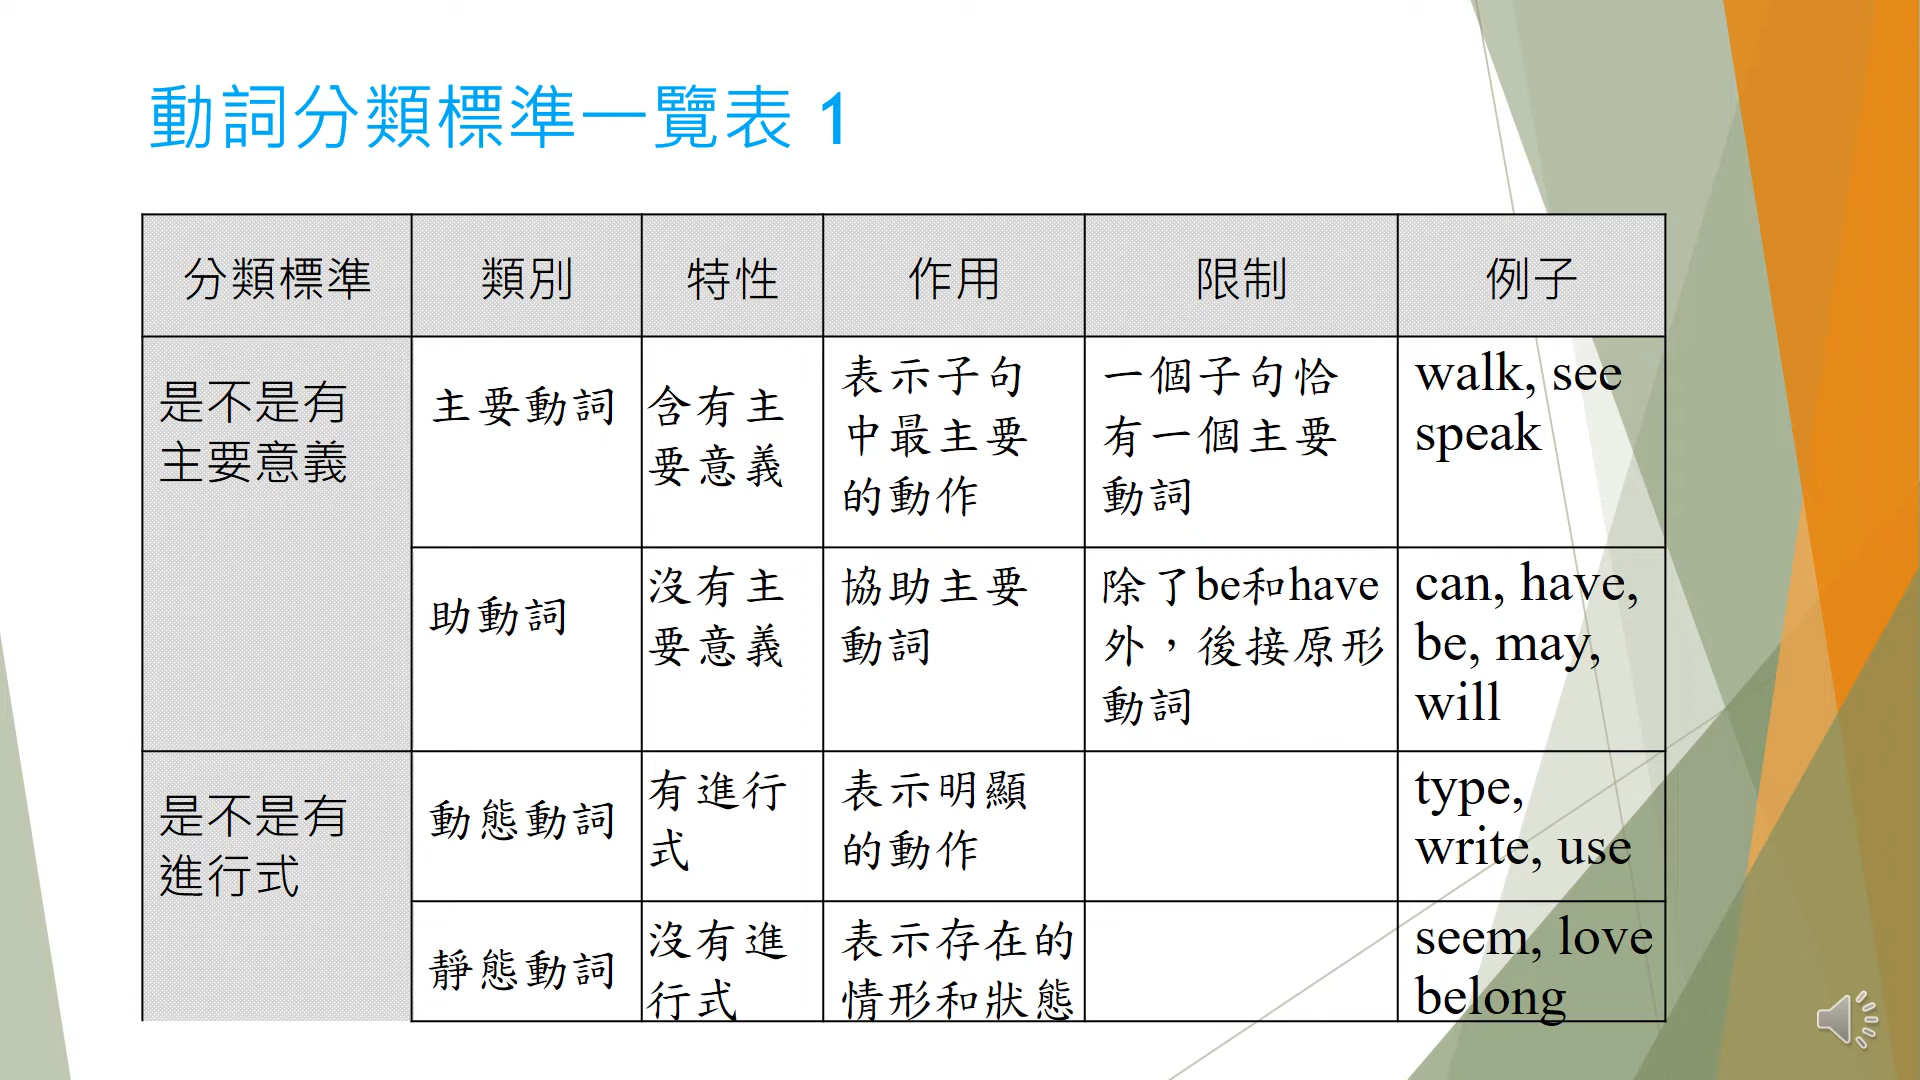 動詞分類標準一覽表 1
分類標準 類別 特性 作用 限制 例子
是不是有
主要意義
主要動詞
含有主
要意義
表示子句
中最主要
的動作
一個子句恰
有一個主要
動詞
walk, see
speak
助動詞
沒有主
要意義
協助主要
動詞
除了be和have
外，後接原形
動詞
can, have,
be, may,
will
是不是有
進行式
動態動詞
有進行
式
表示明顯
的動作
type,
write, use
靜態動詞
沒有進
行式
表示存在的
情形和狀態
seem, love
belong